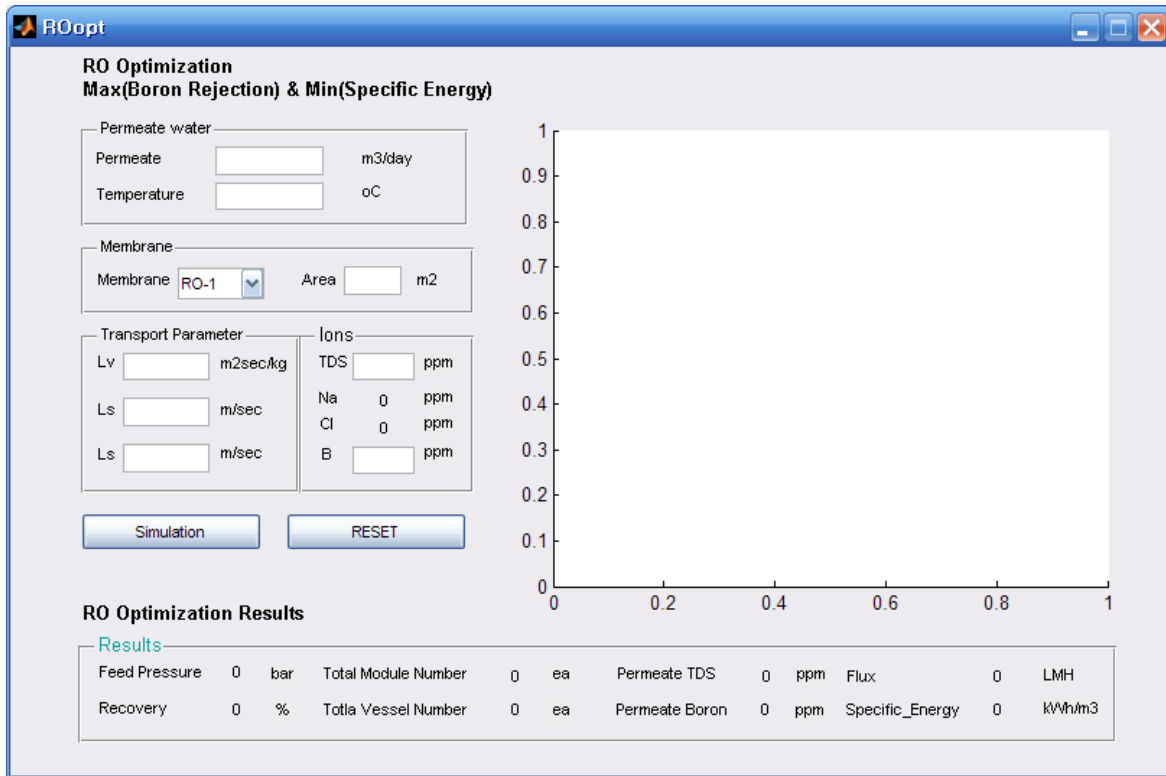 ROopt
RO Optimization
Max(Boron Rejection) & Min(Specific Energy)
Permeate water
Permeate m3/day
Temperature oC
Membrane
Membrane RO-1 Area m2
Transport Parameter
Lv m2sec/kg
Ls m/sec
Ls m/sec
Ions
TDS ppm
Na 0 ppm
Cl 0 ppm
B ppm
Simulation RESET
1
0.9
0.8
0.7
0.6
0.5
0.4
0.3
0.2
0.1
0
0 0.2 0.4 0.6 0.8 1
RO Optimization Results
Results
Feed Pressure 0 bar Total Module Number 0 ea Permeate TDS 0 ppm Flux 0 LMH
Recovery 0 % Totla Vessel Number 0 ea Permeate Boron 0 ppm Specific_Energy 0 kWh/m3